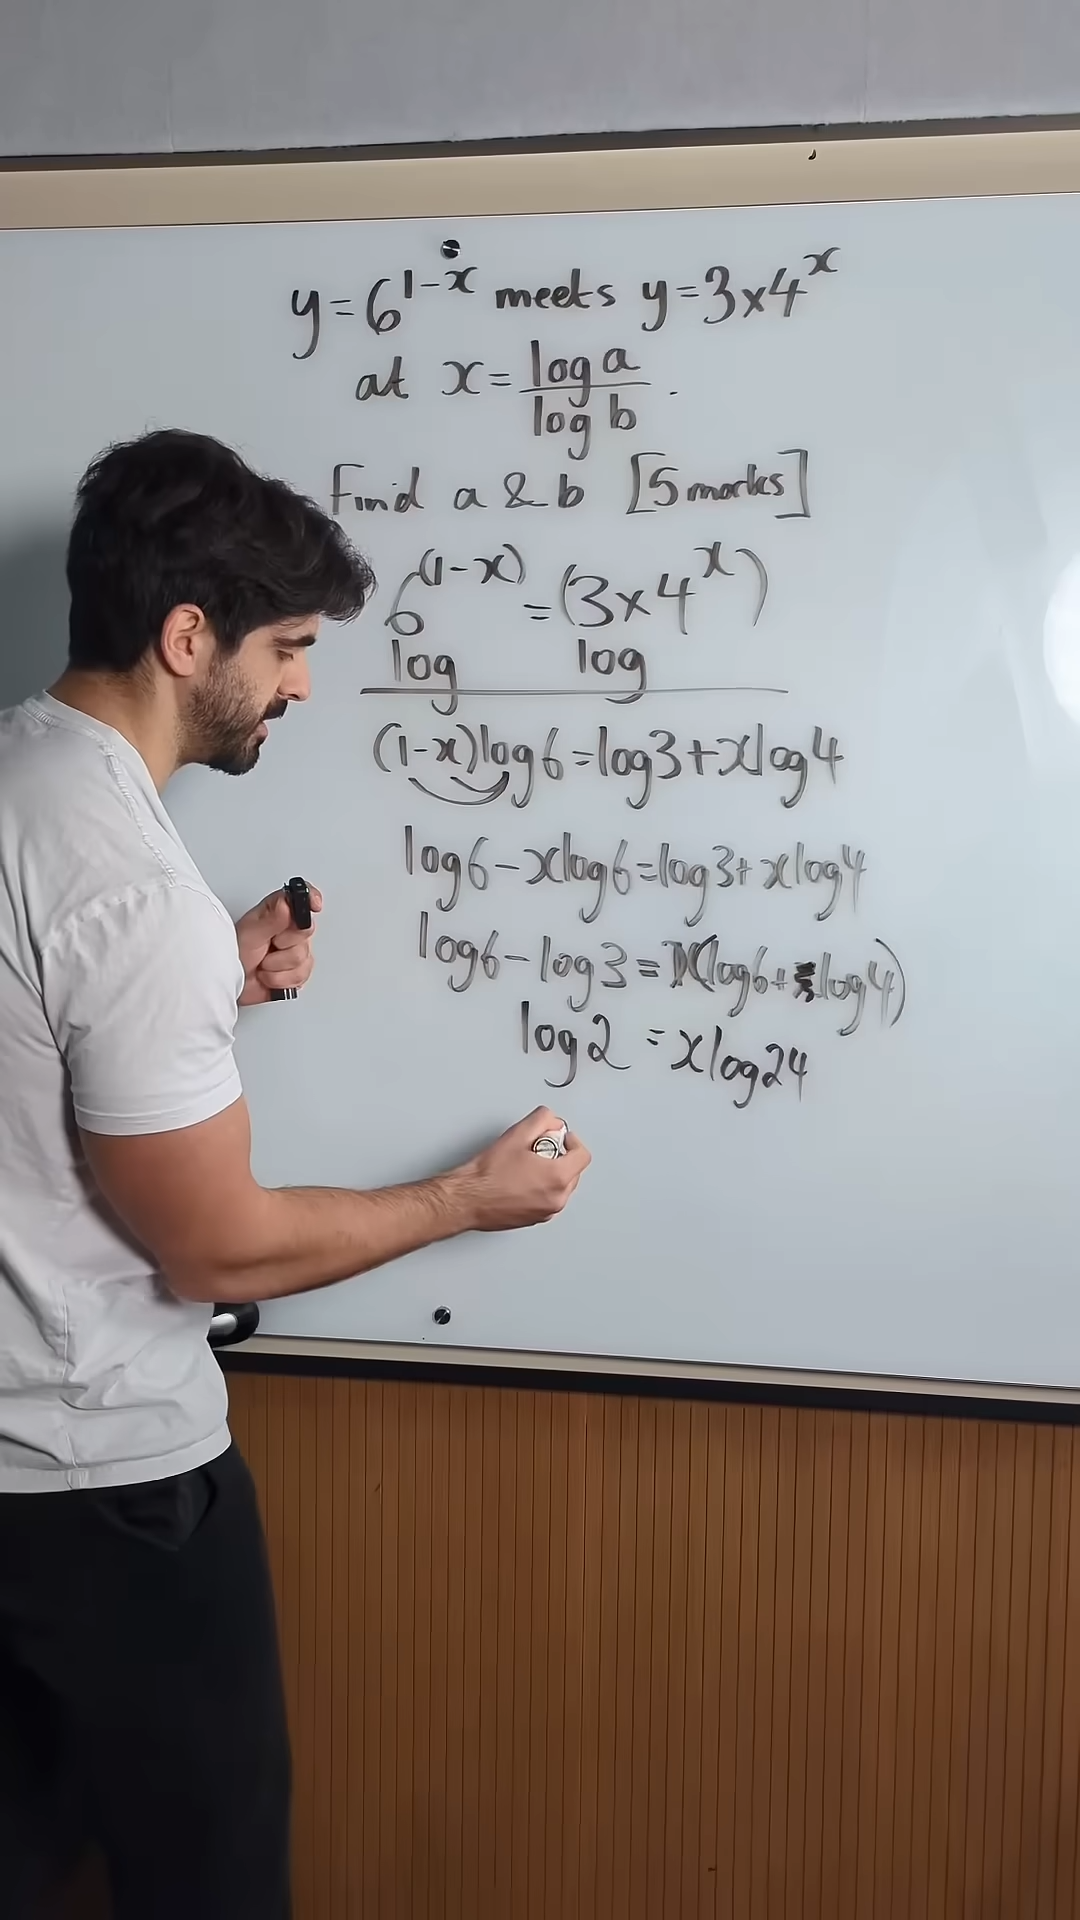 y=6^{1-x} meets y=3×4^x
at x=\frac{log a}{log b}.
Find a & b [5 marks]
6^{(1-x)}=(3×4^x)
log log
(1-x)log6=log3+xlog4
log6-xlog6=log3+xlog4
log6-log3=x(log6+log4)
log2=xlog24